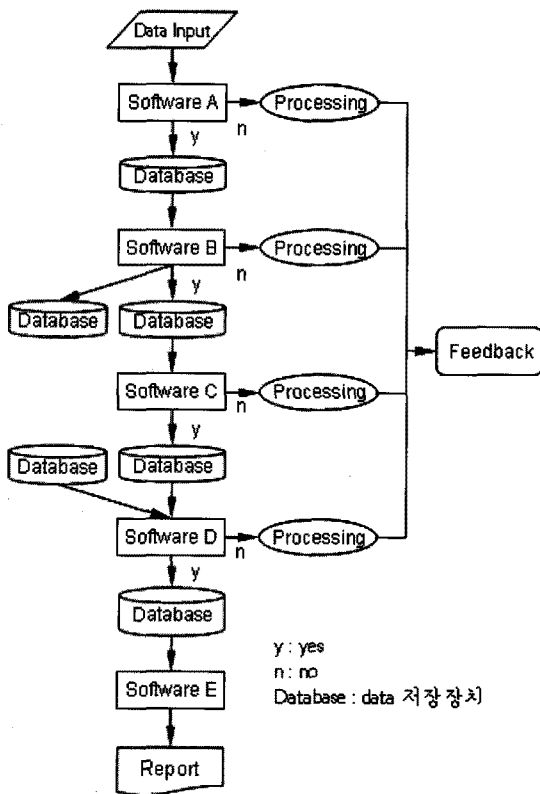 Data Input
Software A
n
Processing
y
Database
Software B
n
Processing
y
Database
Database
Feedback
Software C
n
Processing
y
Database
Database
Software D
n
Processing
y
Database
y : yes
n : no
Database : data 저장장치
Software E
Report